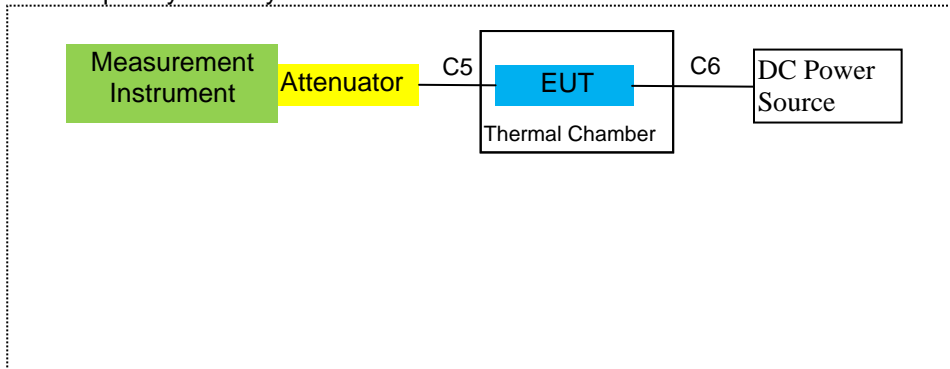 Measurement
Instrument
Attenuator
C5
EUT
Thermal Chamber
C6
DC Power
Source